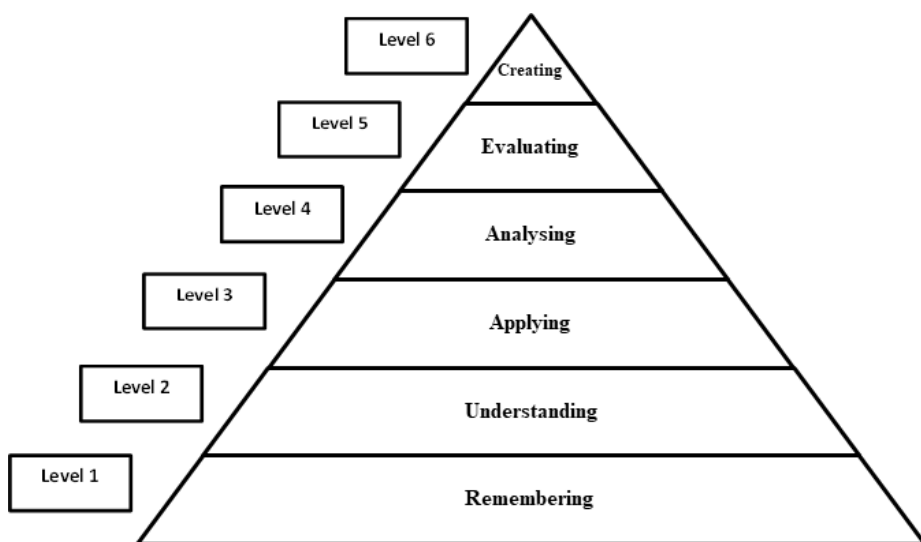 Level 6
Creating
Level 5
Evaluating
Level 4
Analysing
Level 3
Applying
Level 2
Understanding
Level 1
Remembering